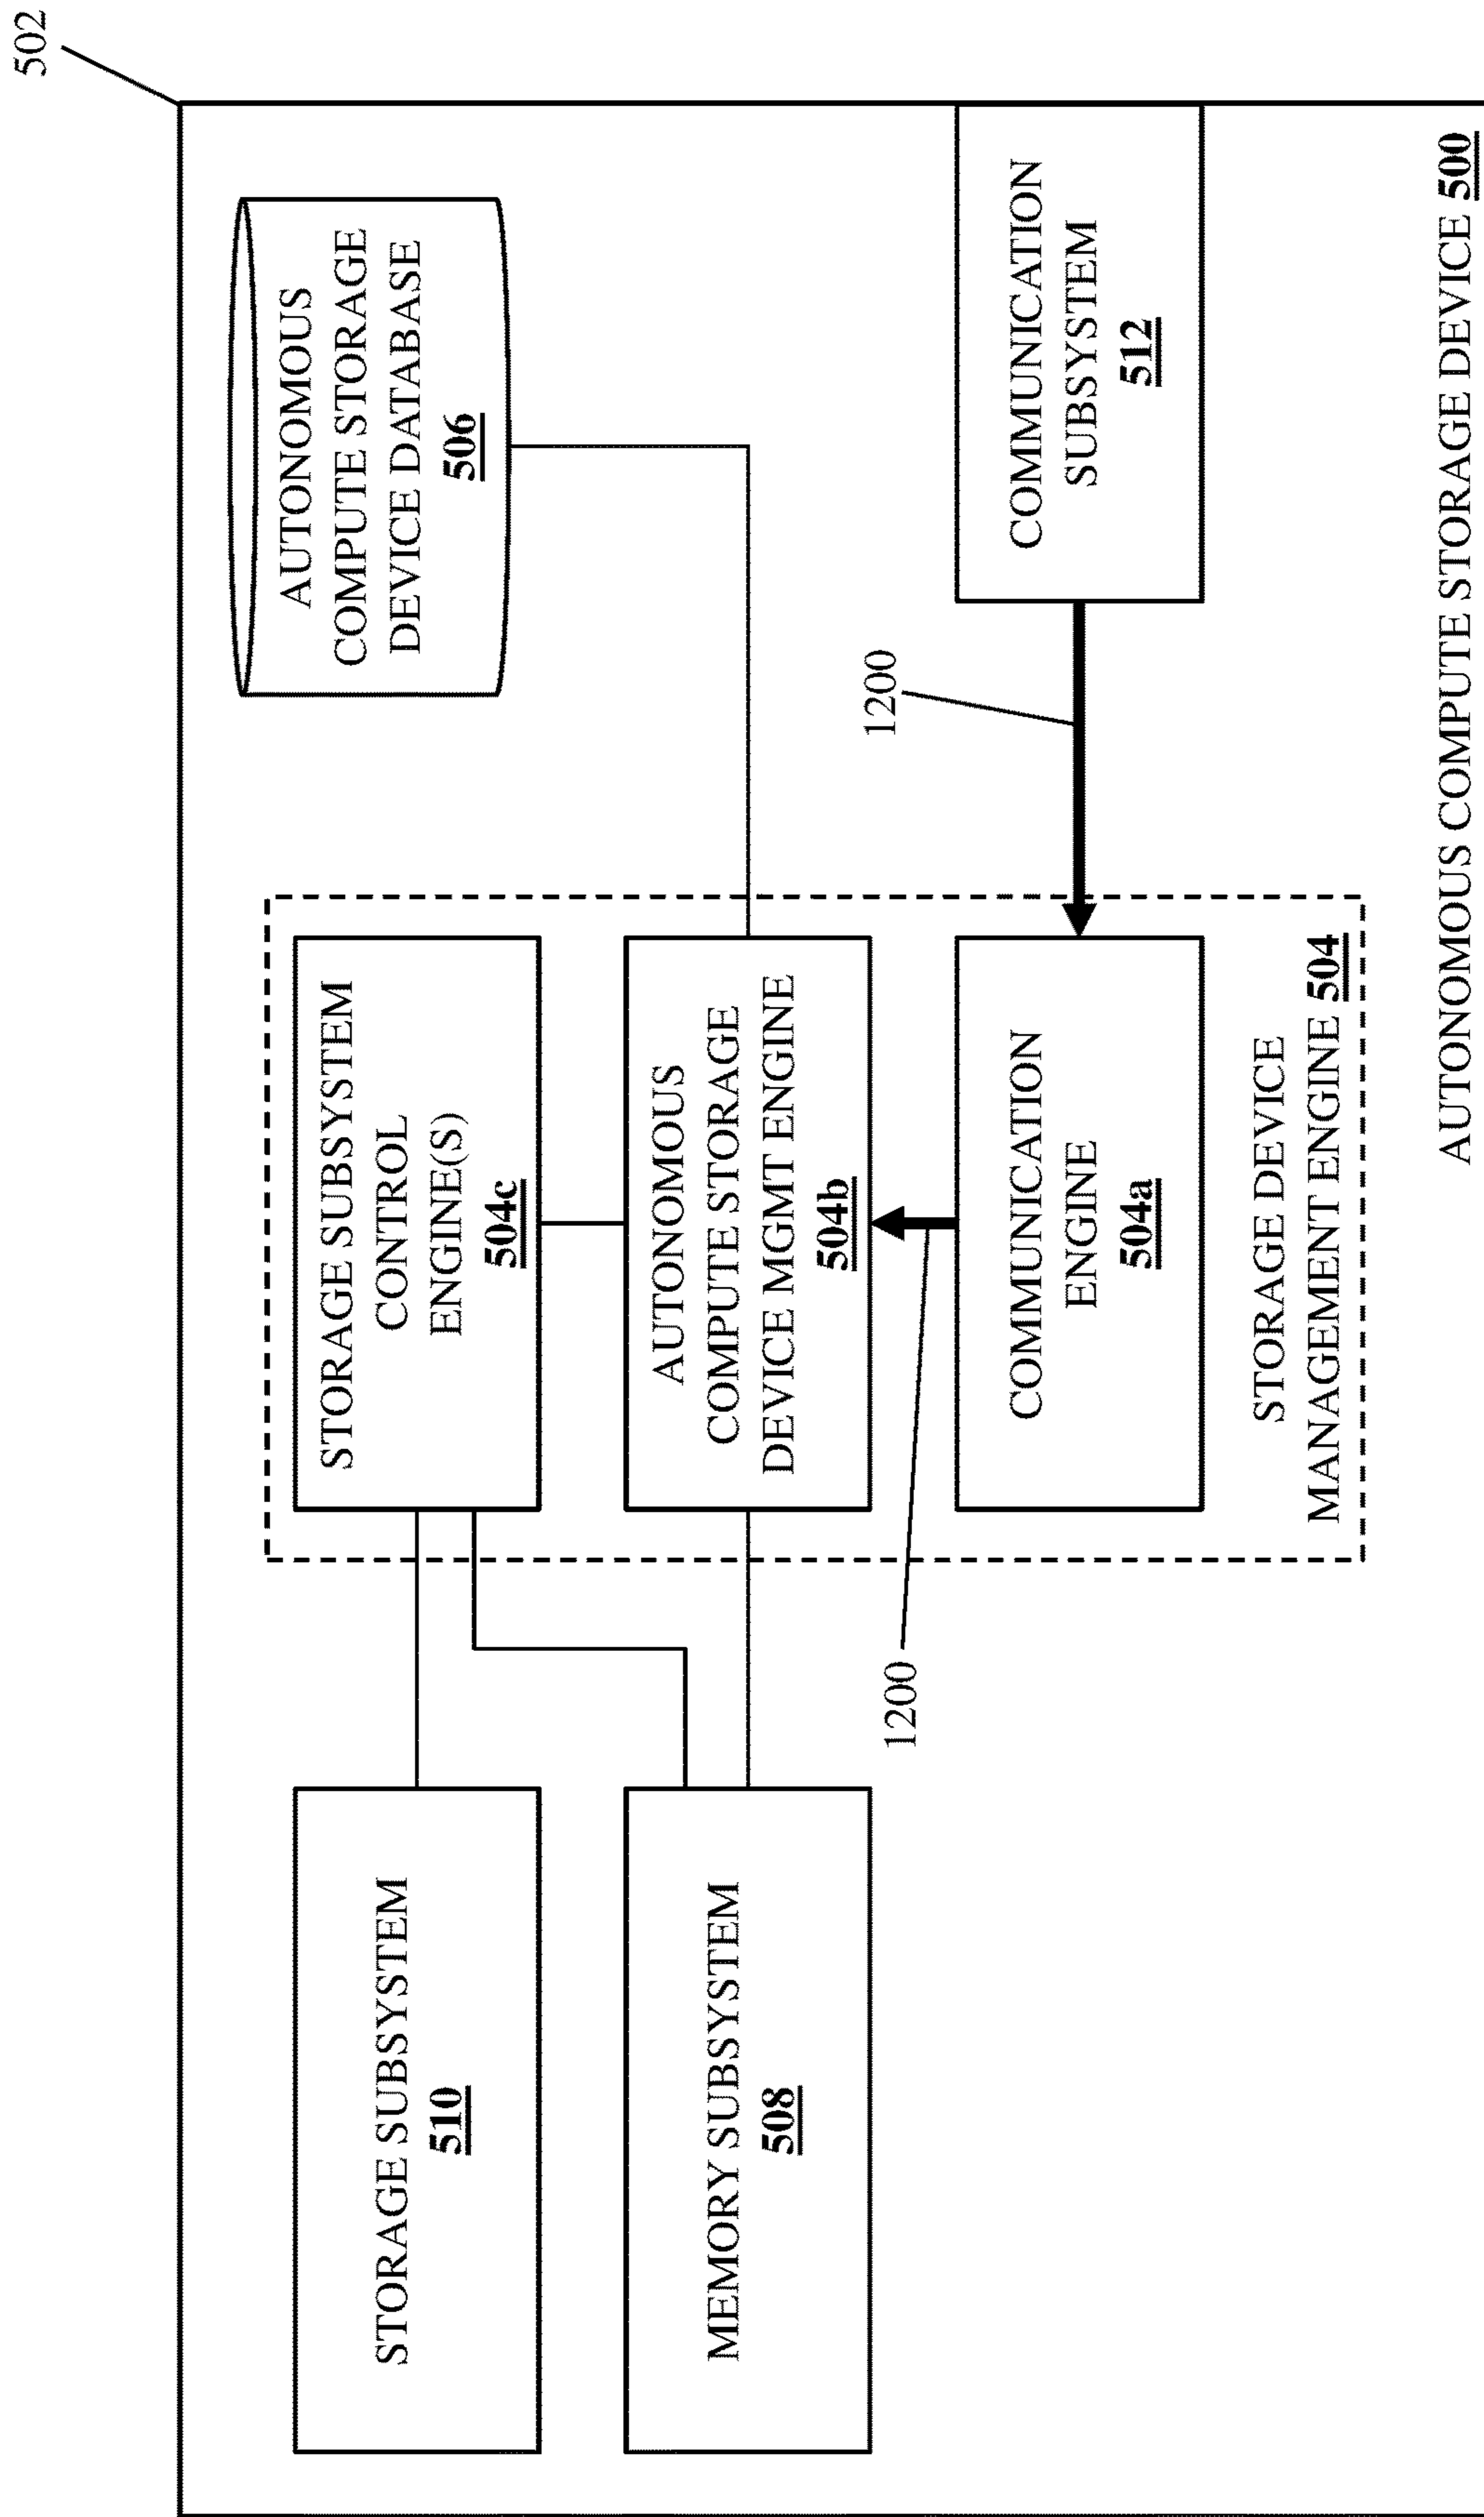 502
STORAGE SUBSYSTEM
510
STORAGE SUBSYSTEM
CONTROL
ENGINE(S)
504c
AUTONOMOUS
COMPUTE STORAGE
DEVICE DATABASE
506
MEMORY SUBSYSTEM
508
AUTONOMOUS
COMPUTE STORAGE
DEVICE MGMT ENGINE
504b
1200
1200
COMMUNICATION
ENGINE
504a
COMMUNICATION
SUBSYSTEM
512
STORAGE DEVICE
MANAGEMENT ENGINE 504
AUTONOMOUS COMPUTE STORAGE DEVICE 500